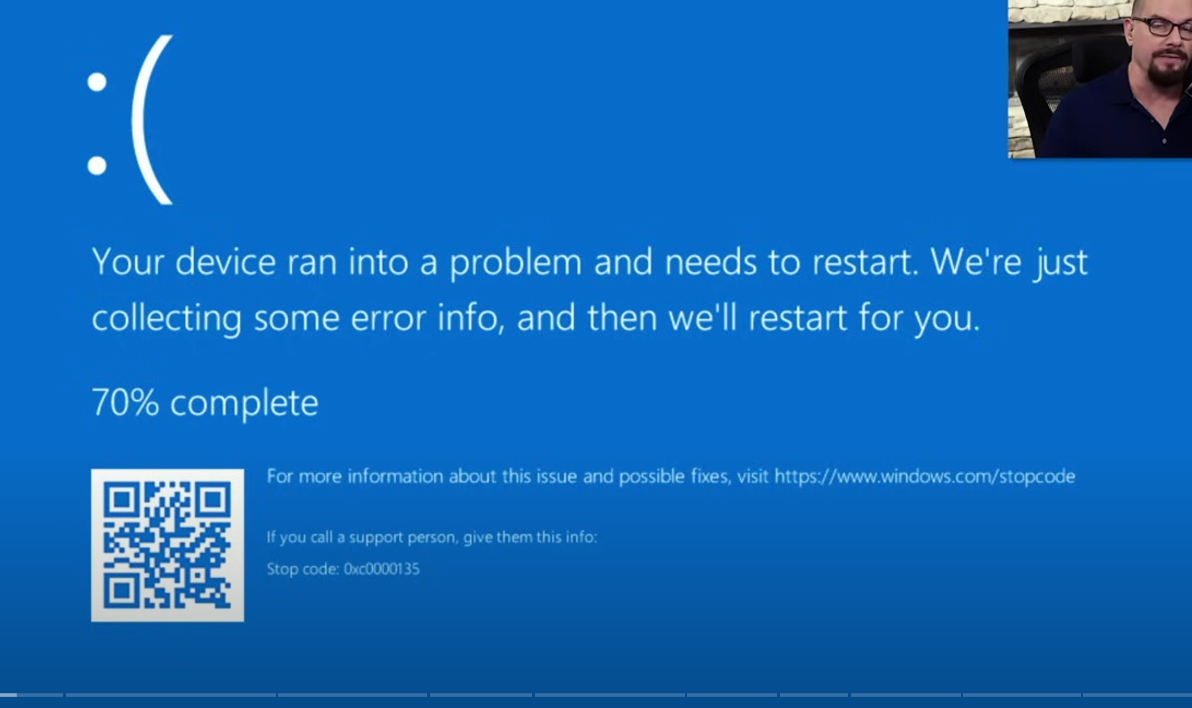 :(
Your device ran into a problem and needs to restart. We're just
collecting some error info, and then we'll restart for you.
70% complete
For more information about this issue and possible fixes, visit https://www.windows.com/stopcode
If you call a support person, give them this info:
Stop code: 0xc0000135